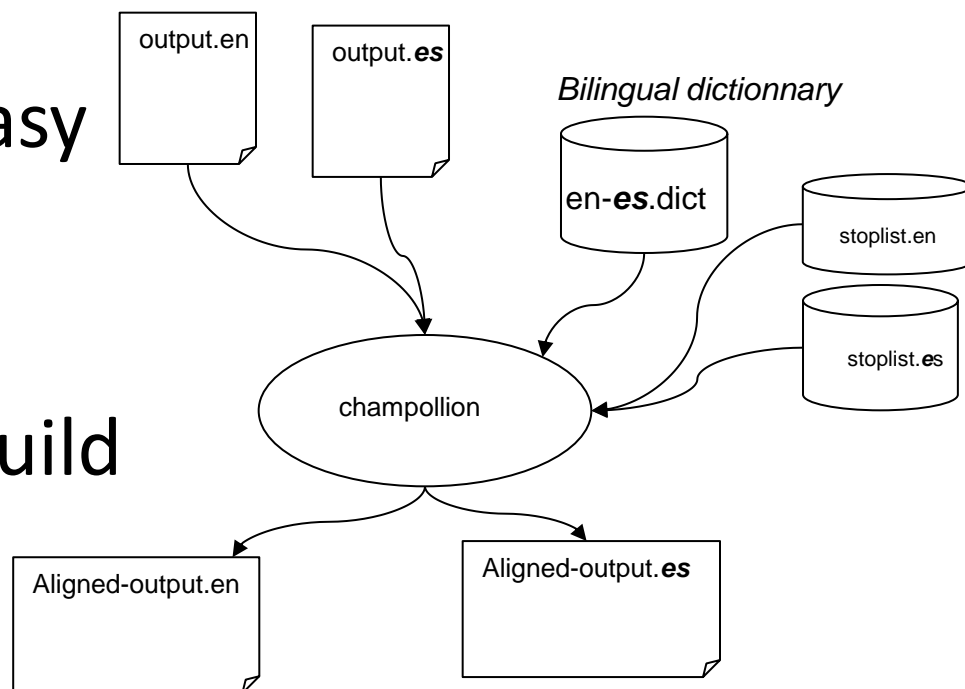 output.en
output.es
asy
Bilingual dictionnary
en-es.dict
stoplist.en
stoplist.es
champollion
uild
Aligned-output.en
Aligned-output.es